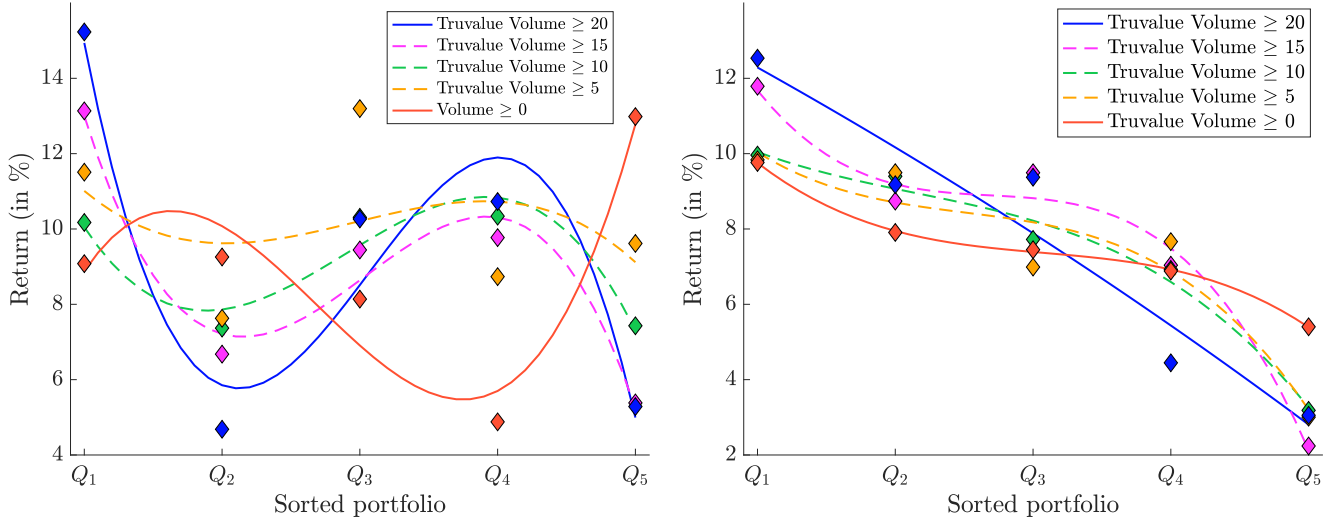 Truvalue Volume ≥ 20
Truvalue Volume ≥ 15
Truvalue Volume ≥ 10
Truvalue Volume ≥ 5
Volume ≥ 0
14
12
10
8
6
4
Return (in %)
Q1 Q2 Q3 Q4 Q5
Sorted portfolio
Truvalue Volume ≥ 20
Truvalue Volume ≥ 15
Truvalue Volume ≥ 10
Truvalue Volume ≥ 5
Truvalue Volume ≥ 0
12
10
8
6
4
2
Return (in %)
Q1 Q2 Q3 Q4 Q5
Sorted portfolio